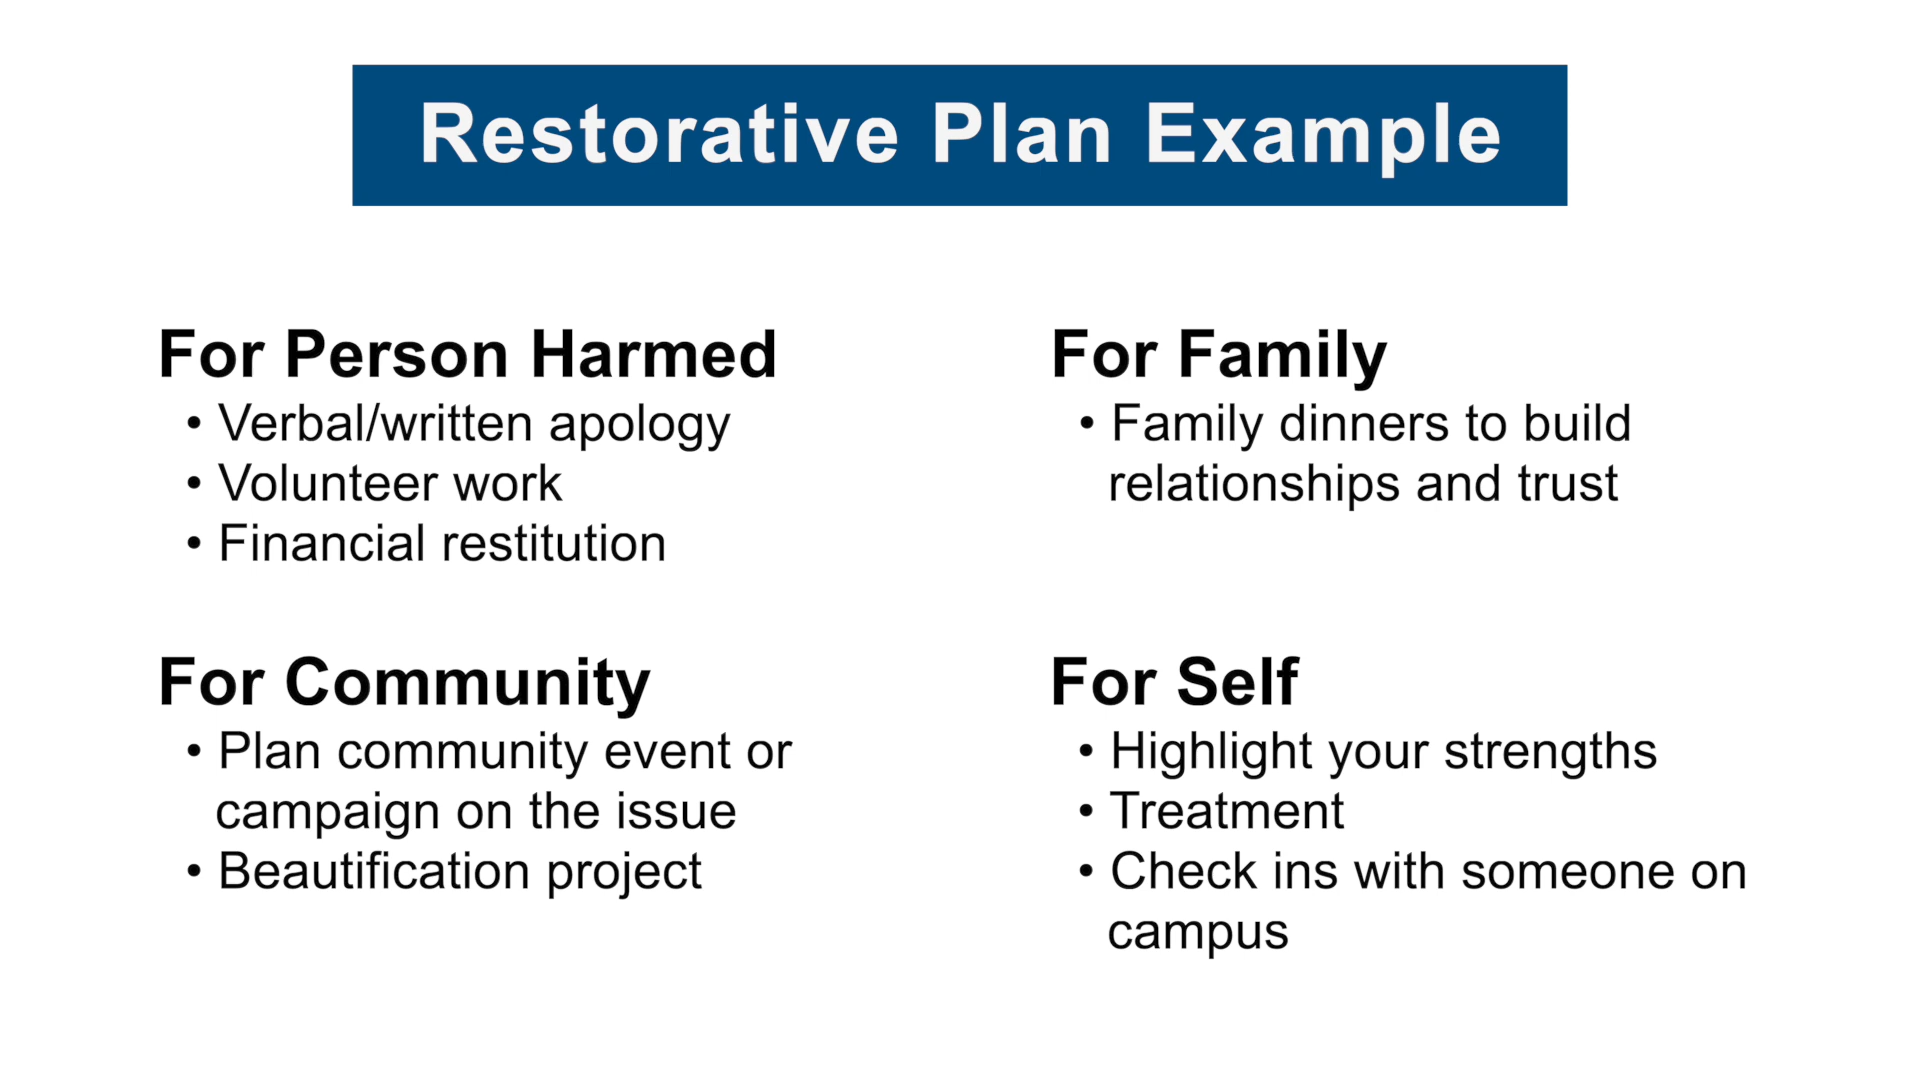 Restorative Plan Example
For Person Harmed
• Verbal/written apology
• Volunteer work
• Financial restitution
For Family
• Family dinners to build
relationships and trust
For Community
• Plan community event or
campaign on the issue
• Beautification project
For Self
• Highlight your strengths
• Treatment
• Check ins with someone on
campus